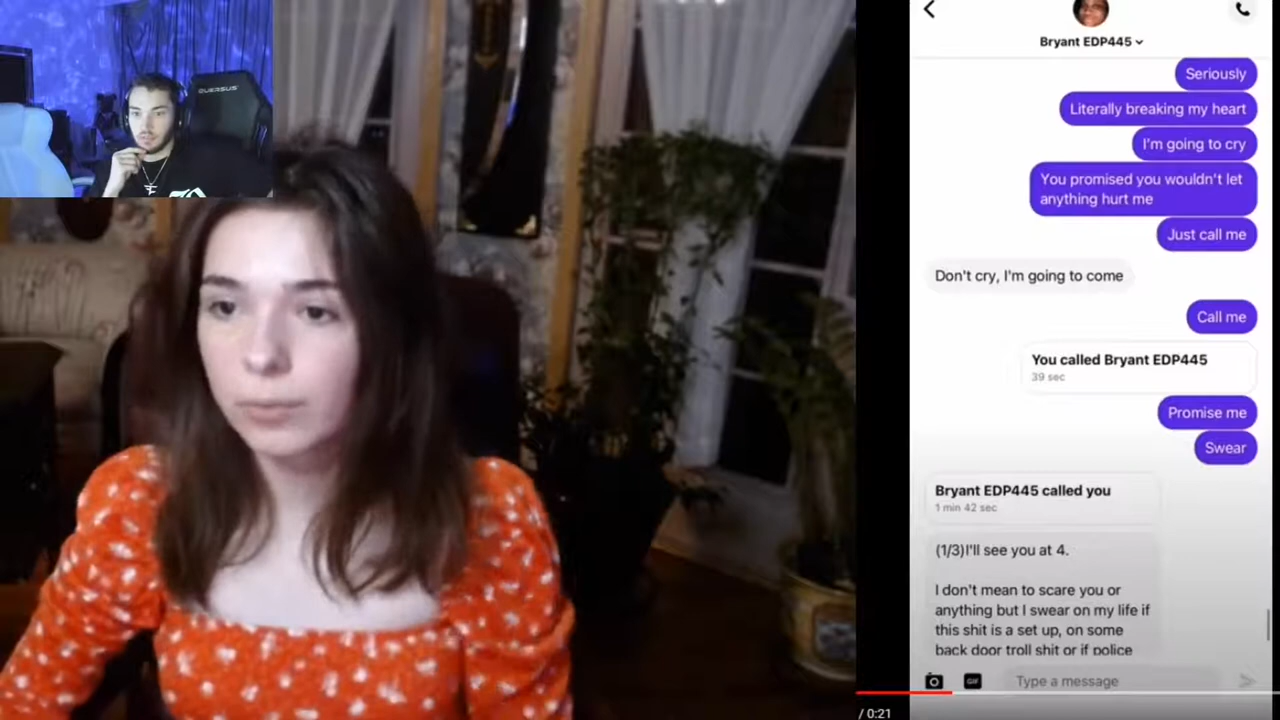 QUERSUS
Bryant EDP445
Seriously
Literally breaking my heart
I'm going to cry
You promised you wouldn't let
anything hurt me
Just call me
Don't cry, I'm going to come
Call me
You called Bryant EDP445
39 sec
Promise me
Swear
Bryant EDP445 called you
1 min 42 sec
(1/3)I'll see you at 4.
I don't mean to scare you or
anything but I swear on my life if
this shit is a set up, on some
back door troll shit or if police
GIF
Type a message
/ 0:21